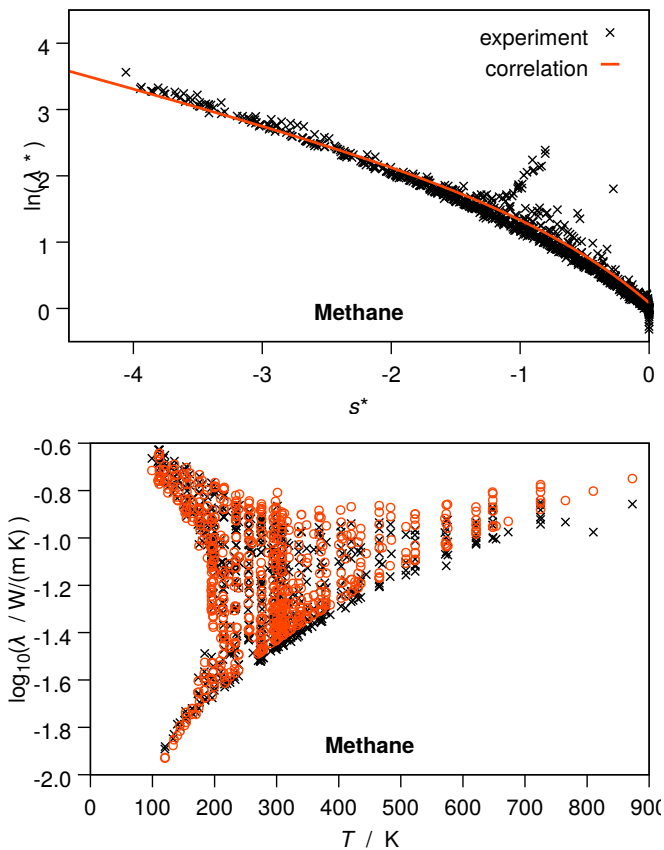 4
experiment
correlation
3
2
1
0
ln(λ*)
Methane
-4 -3 -2 -1 0
s*
-0.6
-0.8
-1.0
-1.2
-1.4
-1.6
-1.8
-2.0
log10(λ / W/(m K))
Methane
0 100 200 300 400 500 600 700 800 900
T / K